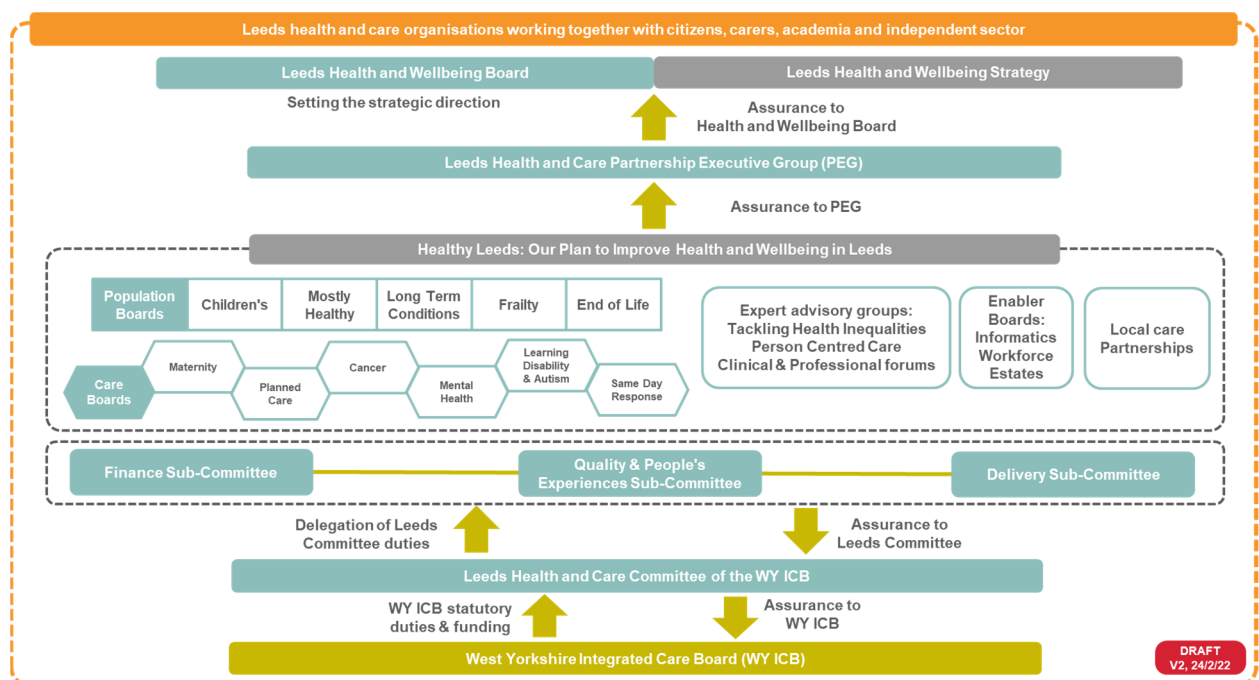 Leeds health and care organisations working together with citizens, carers, academia and independent sector
Leeds Health and Wellbeing Board
Leeds Health and Wellbeing Strategy
Setting the strategic direction
Assurance to
Health and Wellbeing Board
Leeds Health and Care Partnership Executive Group (PEG)
Assurance to PEG
Healthy Leeds: Our Plan to Improve Health and Wellbeing in Leeds
Population
Boards
Children's
Mostly
Healthy
Long Term
Conditions
Frailty
End of Life
Care
Boards
Maternity
Planned
Care
Cancer
Mental
Health
Learning
Disability
& Autism
Same Day
Response
Expert advisory groups:
Tackling Health Inequalities
Person Centred Care
Clinical & Professional forums
Enabler
Boards:
Informatics
Workforce
Estates
Local care
Partnerships
Finance Sub-Committee
Quality & People's
Experiences Sub-Committee
Delivery Sub-Committee
Delegation of Leeds
Committee duties
Assurance to
Leeds Committee
Leeds Health and Care Committee of the WY ICB
WY ICB statutory
duties & funding
Assurance to
WY ICB
West Yorkshire Integrated Care Board (WY ICB)
DRAFT
V2, 24/2/22